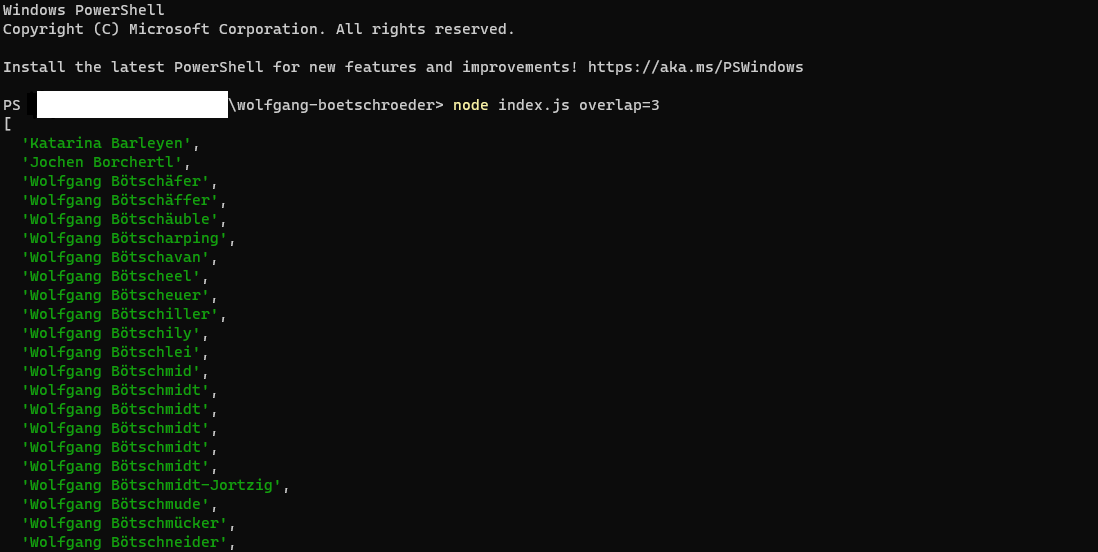 Windows PowerShell
Copyright (C) Microsoft Corporation. All rights reserved.
Install the latest PowerShell for new features and improvements! https://aka.ms/PSWindows
PS \wolfgang-boetschroeder> node index.js overlap=3
[
'Katarina Barleyen',
'Jochen Borchertl',
'Wolfgang Bötschäfer',
'Wolfgang Bötschäffer',
'Wolfgang Bötschäuble',
'Wolfgang Bötscharping',
'Wolfgang Bötschavan',
'Wolfgang Bötscheel',
'Wolfgang Bötscheuer',
'Wolfgang Bötschiller',
'Wolfgang Bötschily',
'Wolfgang Bötschlei',
'Wolfgang Bötschmid',
'Wolfgang Bötschmidt',
'Wolfgang Bötschmidt',
'Wolfgang Bötschmidt',
'Wolfgang Bötschmidt',
'Wolfgang Bötschmidt',
'Wolfgang Bötschmidt-Jortzig',
'Wolfgang Bötschmude',
'Wolfgang Bötschmücker',
'Wolfgang Bötschneider',